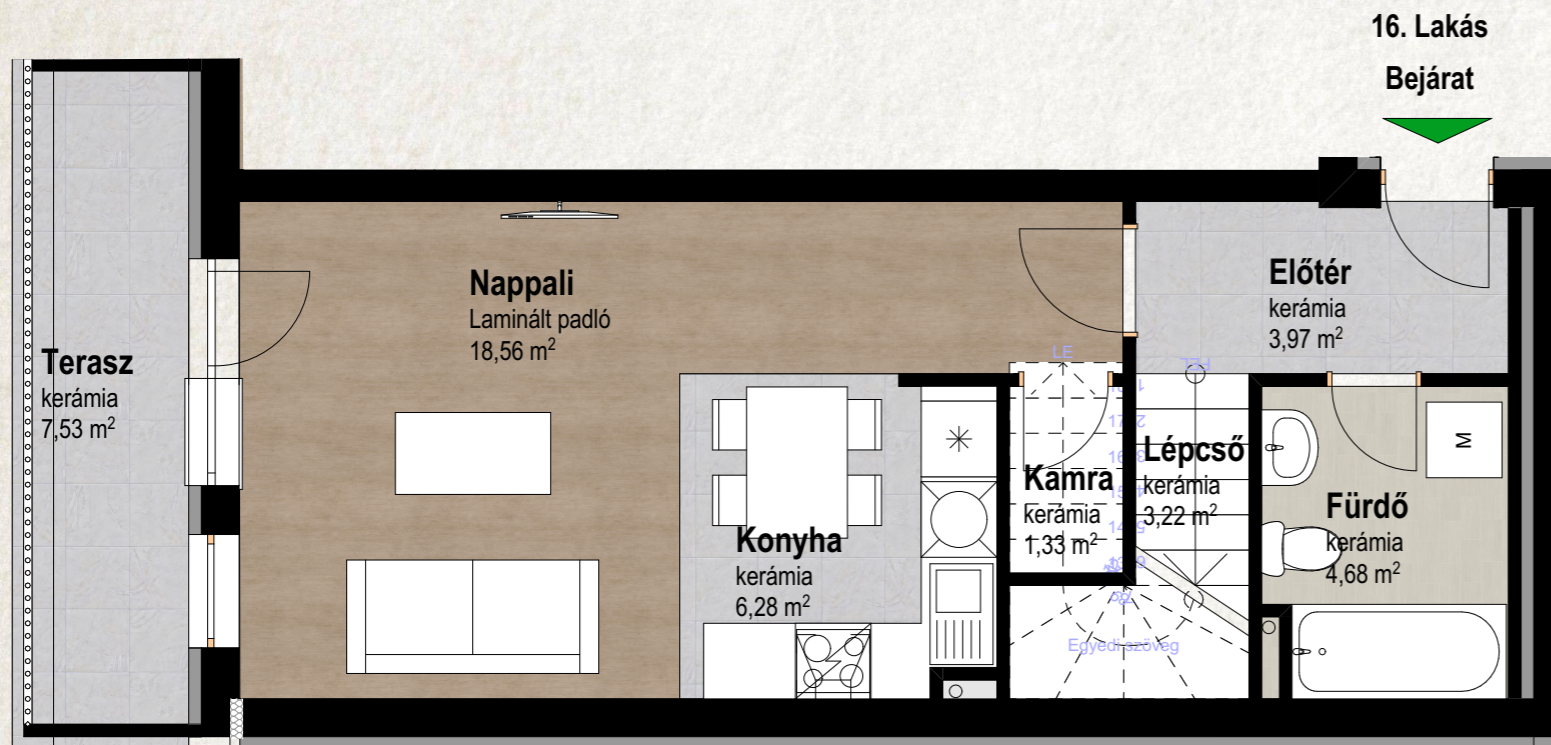 16. Lakás
Bejárat
Nappali
Laminált padló
18,56 m²
Előtér
kerámia
3,97 m²
Terasz
kerámia
7,53 m²
LE
FEL
Kamra
kerámia
1,33 m²
Lépcső
kerámia
3,22 m²
M
Fürdő
kerámia
4,68 m²
Konyha
kerámia
6,28 m²
Egyedi szöveg